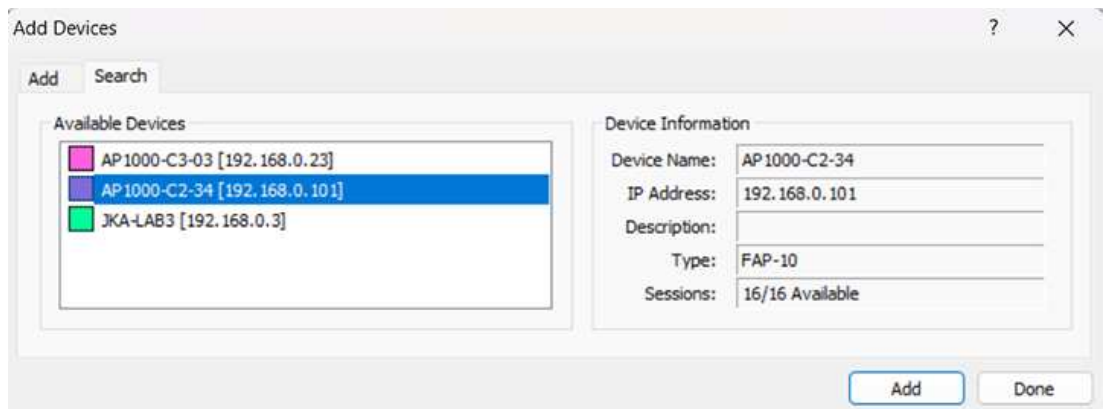 Add Devices ?
Add Search
Available Devices
AP1000-C3-03 [192.168.0.23]
AP1000-C2-34 [192.168.0.101]
JKA-LAB3 [192.168.0.3]
Device Information
Device Name: AP1000-C2-34
IP Address: 192.168.0.101
Description:
Type: FAP-10
Sessions: 16/16 Available
Add Done